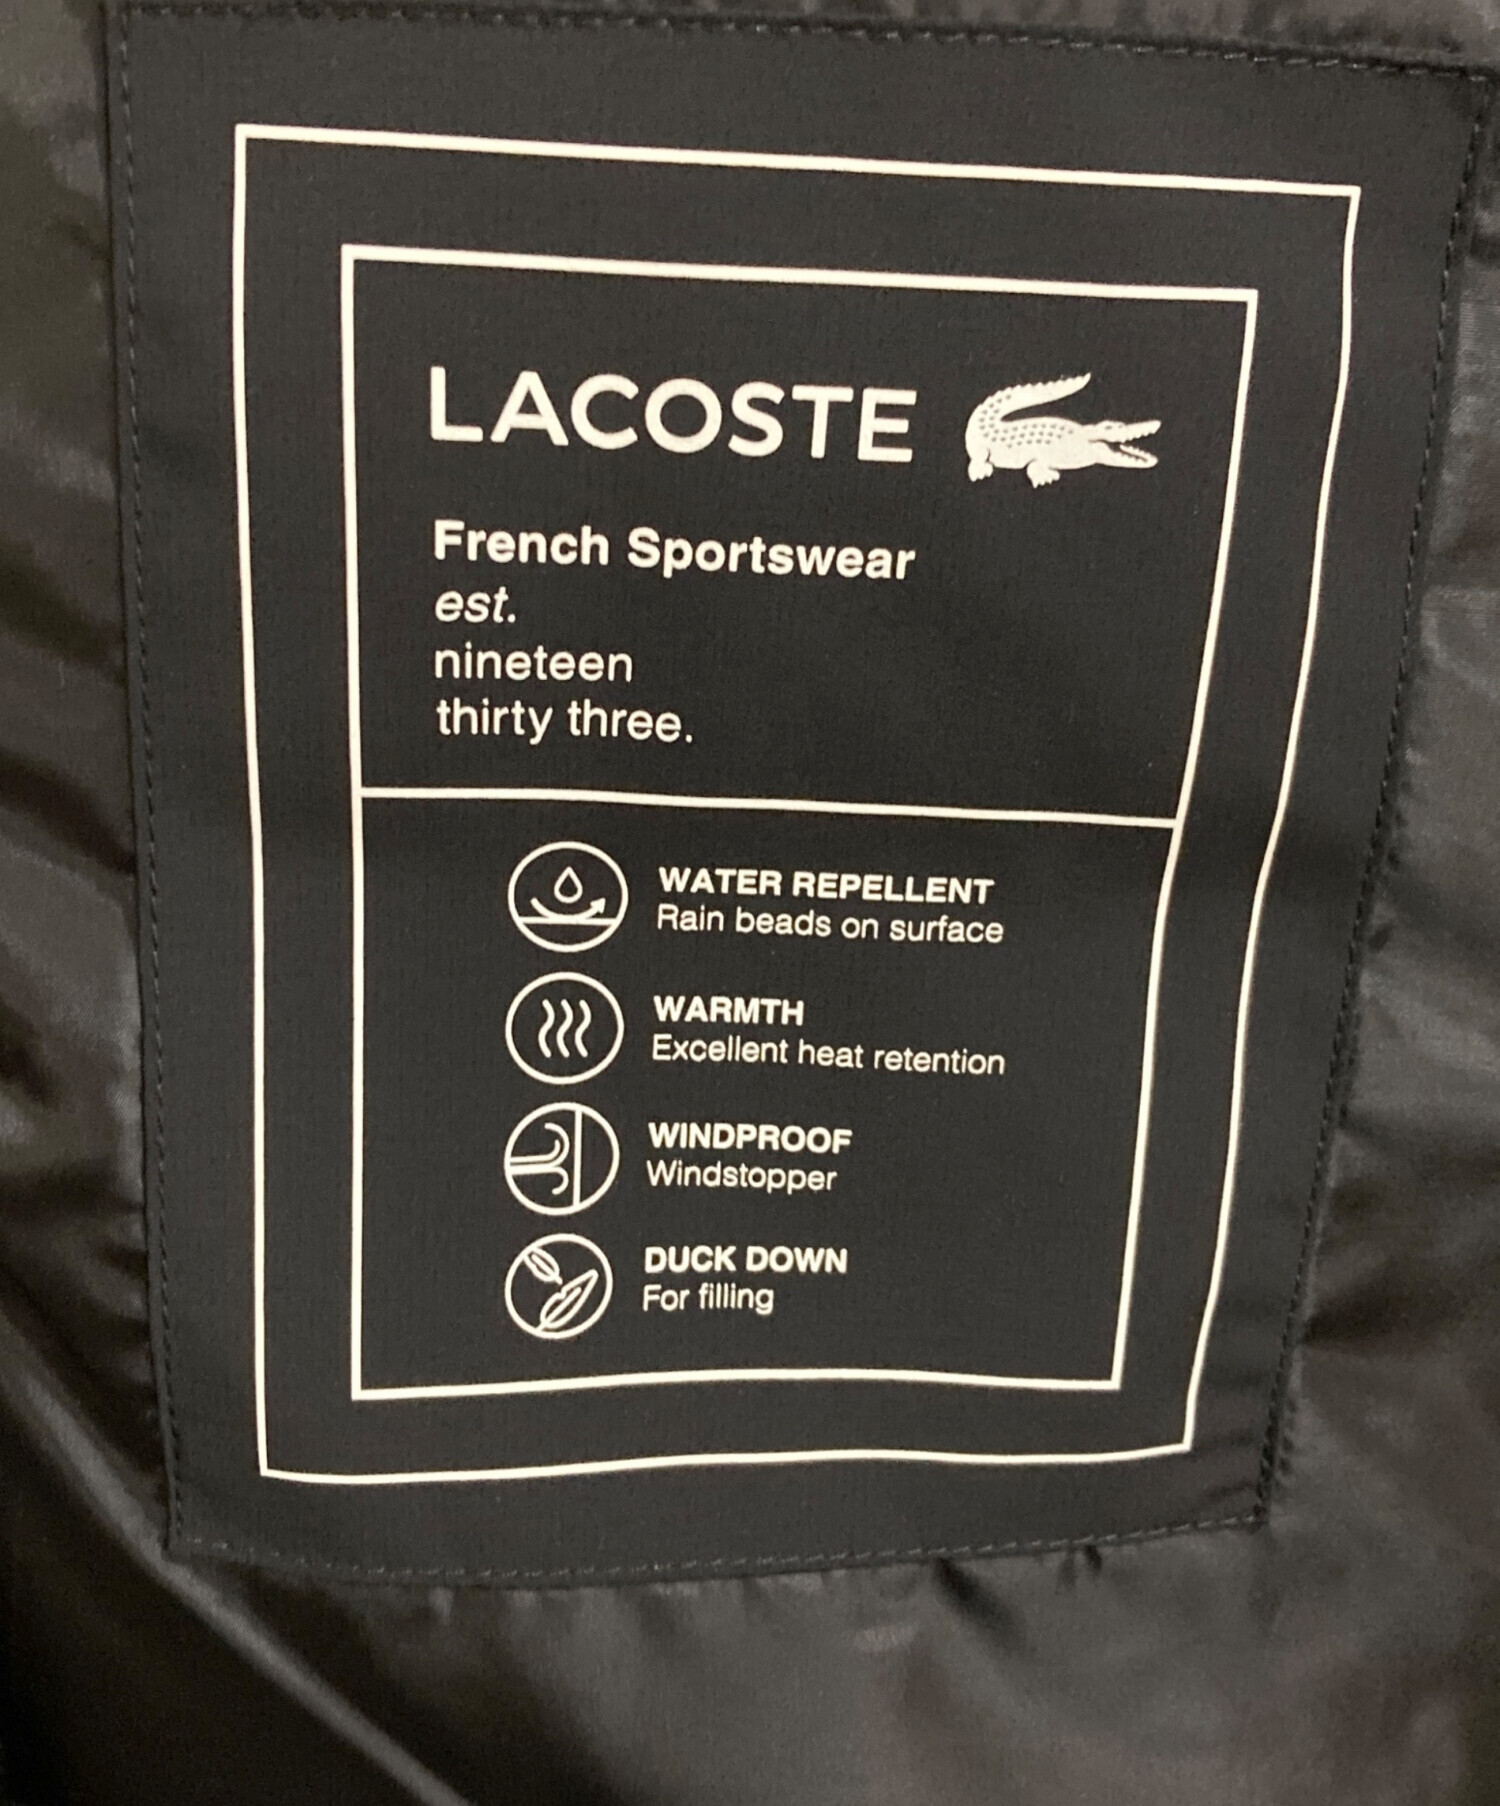 LACOSTE
French Sportswear
est.
nineteen
thirty three.
WATER REPELLENT
Rain beads on surface
WARMTH
Excellent heat retention
WINDPROOF
Windstopper
DUCK DOWN
For filling